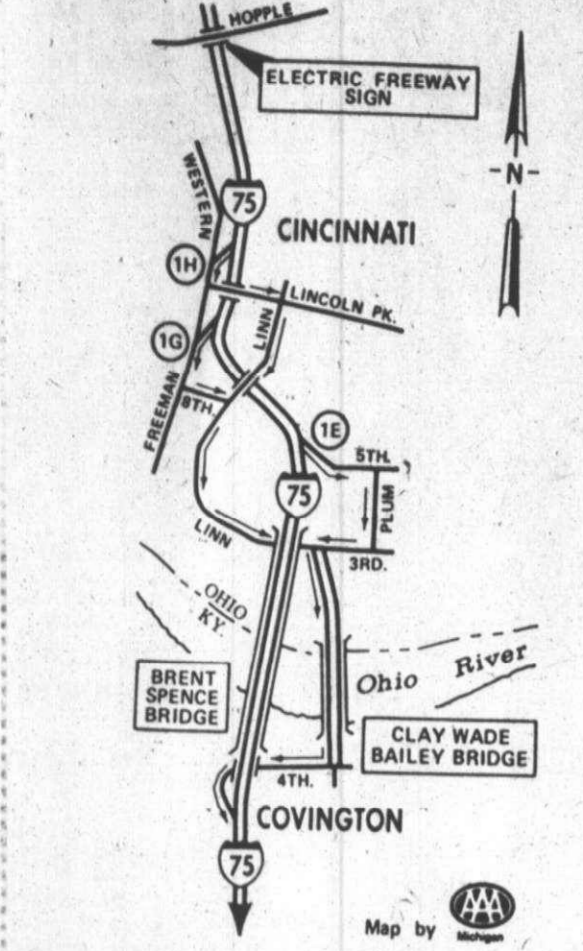 HOPPLE
ELECTRIC FREEWAY
SIGN
N
WESTERN
75
CINCINNATI
1H
LINCOLN PK.
LINN
1G
FREEMAN
8TH.
1E
5TH.
75
PLUM
LINN
3RD.
OHIO
KY.
Ohio River
BRENT
SPENCE
BRIDGE
CLAY WADE
BAILEY BRIDGE
4TH.
COVINGTON
75
Map by
AAA
Michigan